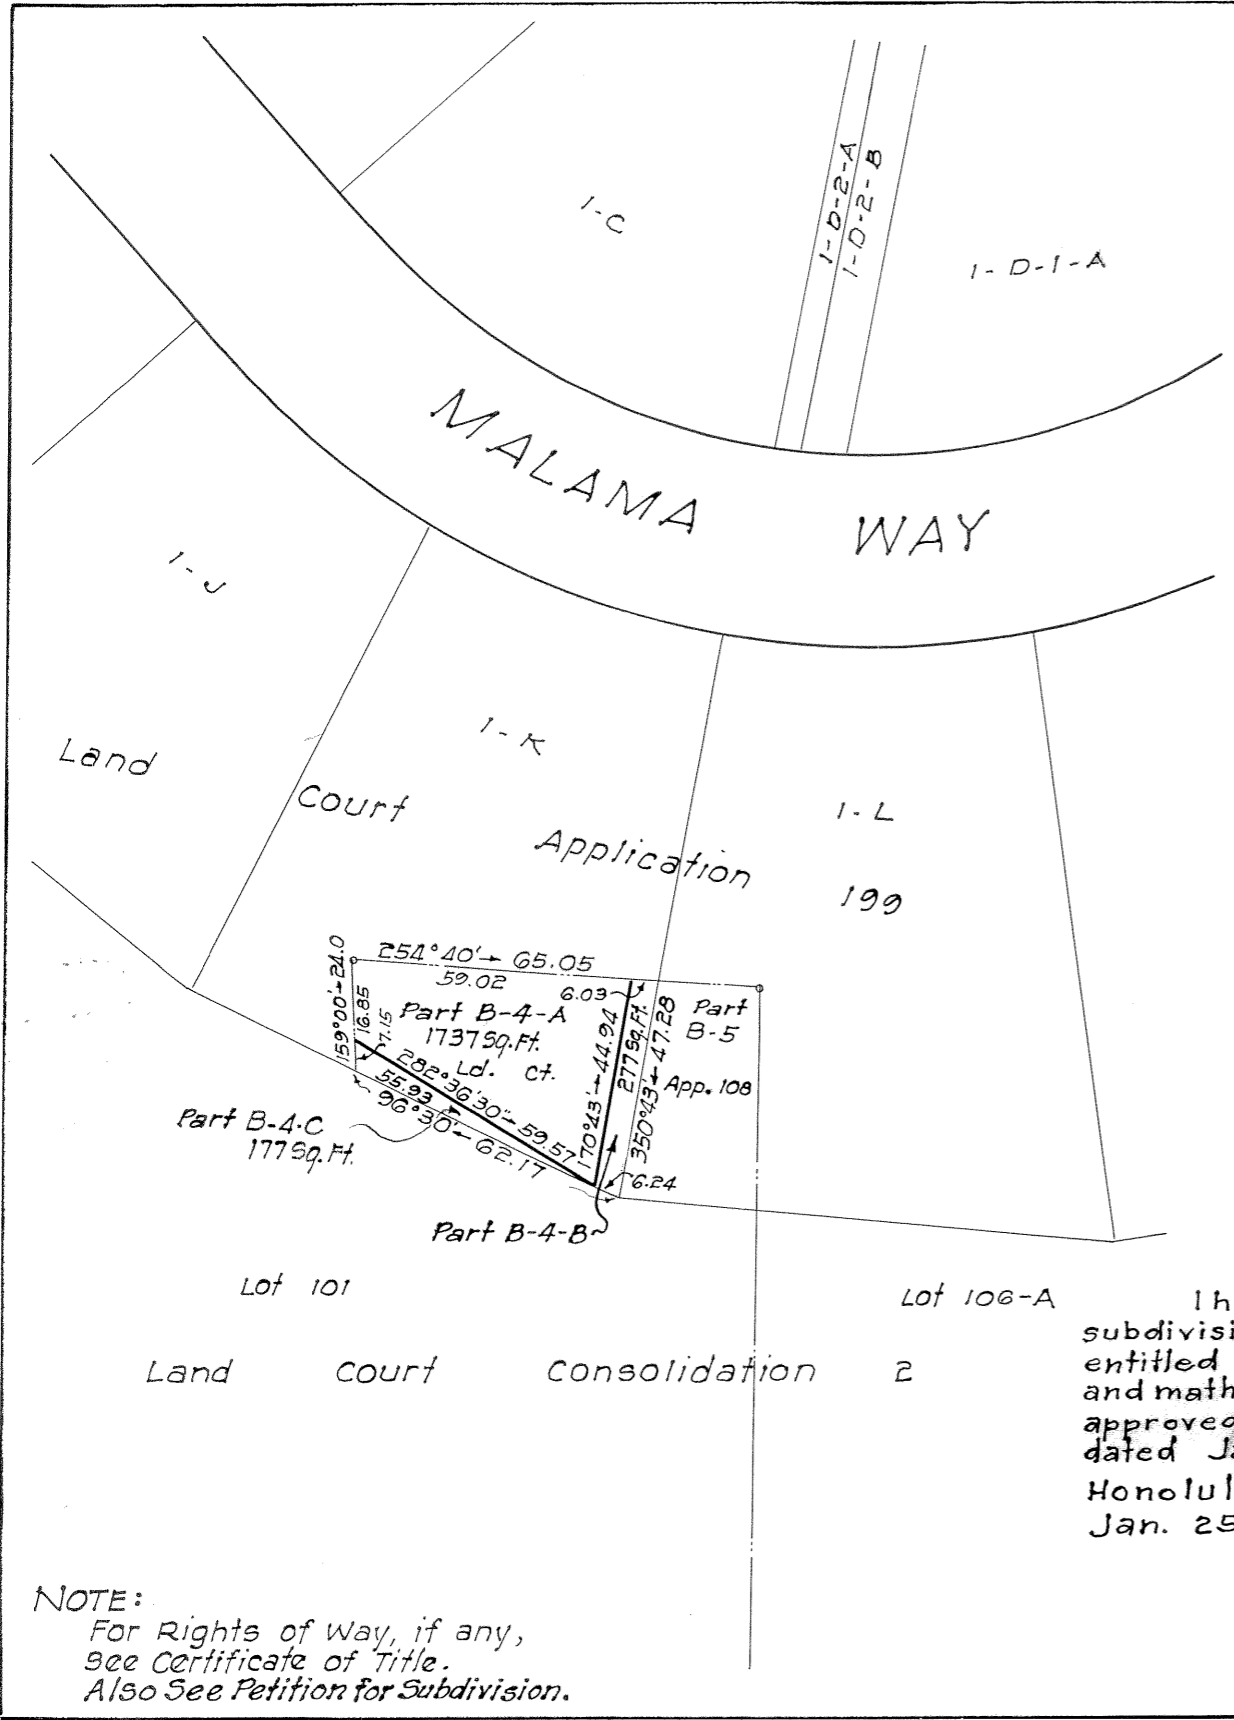 1-C
1-D-2-A
1-D-2-B
1-D-1-A
MALAMA WAY
1-J
1-K
1-L
Land Court Application 199
254°40' 65.05
59.02
6.03
159°00' 24.0
16.85
7.15
Part B-4-A
1737 Sq.Ft.
Ld. Ct.
App. 108
Part
B-5
170°43' 44.94
277 Sq.Ft.
350°43' 47.28
282°36'30" 59.57
55.93
96°30' 62.17
6.24
Part B-4-C
177 Sq.Ft.
Part B-4-B
Lot 101
Lot 106-A
Land Court Consolidation 2
subdivisi
entitled
and math
approved
dated Ja
Honolul
Jan. 25
NOTE:
For Rights of Way, if any,
See Certificate of Title.
Also See Petition for Subdivision.